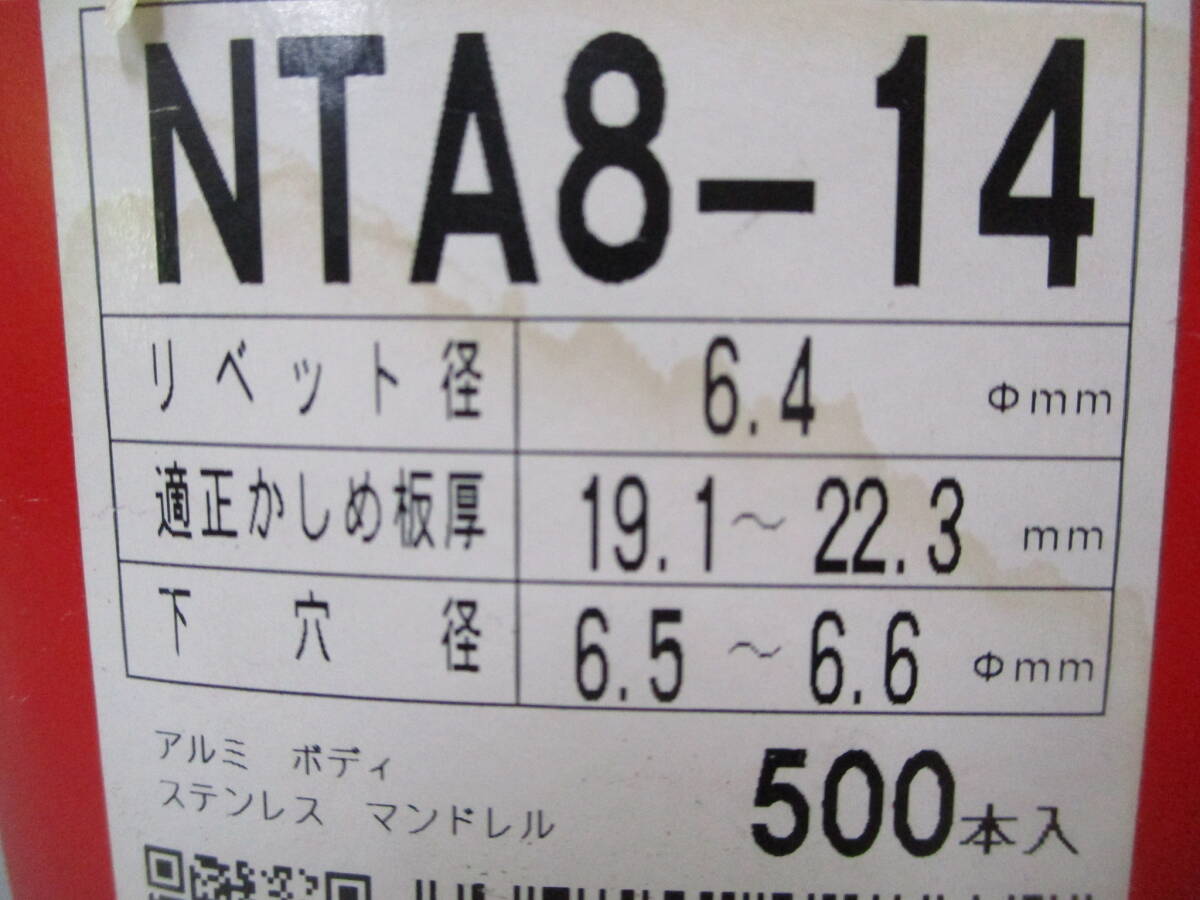 NTA8-14
リベット径 6.4 Φmm
適正かしめ板厚 19.1～22.3 mm
下穴径 6.5～6.6 Φmm
アルミ ボディ
ステンレス マンドレル
500本入